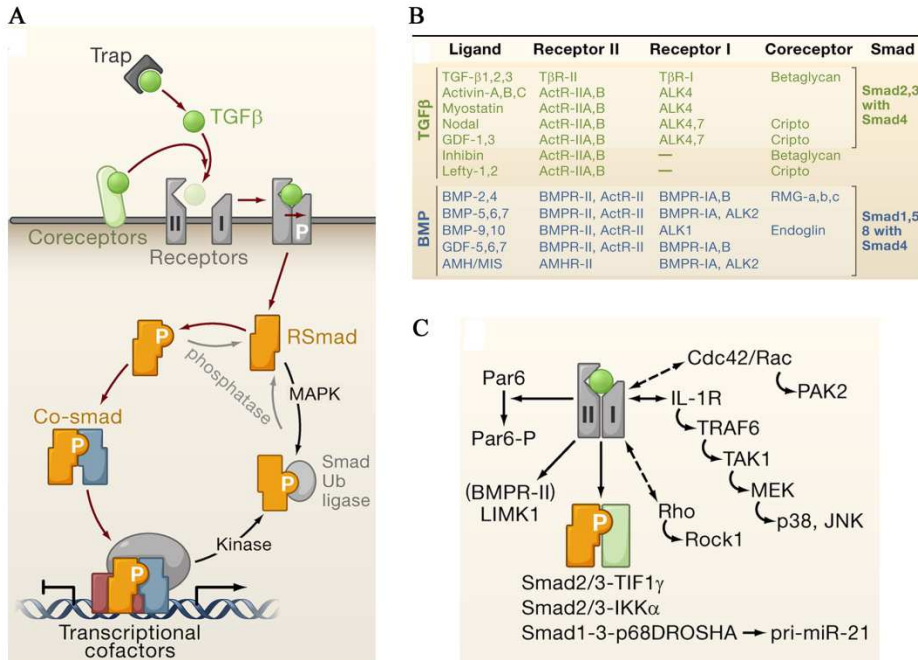 A
Trap
TGFβ
Coreceptors
II
I
P
Receptors
P
RSmad
phosphatase
MAPK
Co-smad
P
P
Smad
Ub
ligase
Kinase
P
Transcriptional
cofactors
B
Ligand Receptor II Receptor I Coreceptor Smad
TGFβ
TGF-β1,2,3 TβR-II TβR-I Betaglycan
Activin-A,B,C ActR-IIA,B ALK4
Myostatin ActR-IIA,B ALK4
Nodal ActR-IIA,B ALK4,7 Cripto
GDF-1,3 ActR-IIA,B ALK4,7 Cripto
Inhibin ActR-IIA,B — Betaglycan
Lefty-1,2 ActR-IIA,B — Cripto
Smad2,3
with
Smad4
BMP
BMP-2,4 BMPR-II, ActR-II BMPR-IA,B RMG-a,b,c
BMP-5,6,7 BMPR-II, ActR-II BMPR-IA, ALK2
BMP-9,10 BMPR-II, ActR-II ALK1 Endoglin
GDF-5,6,7 BMPR-II, ActR-II BMPR-IA,B
AMH/MIS AMHR-II BMPR-IA, ALK2
Smad1,5
8 with
Smad4
C
Par6
Par6-P
II
I
Cdc42/Rac
PAK2
IL-1R
TRAF6
TAK1
MEK
p38, JNK
(BMPR-II)
LIMK1
P
Rho
Rock1
Smad2/3-TIF1γ
Smad2/3-IKKα
Smad1-3-p68DROSHA → pri-miR-21